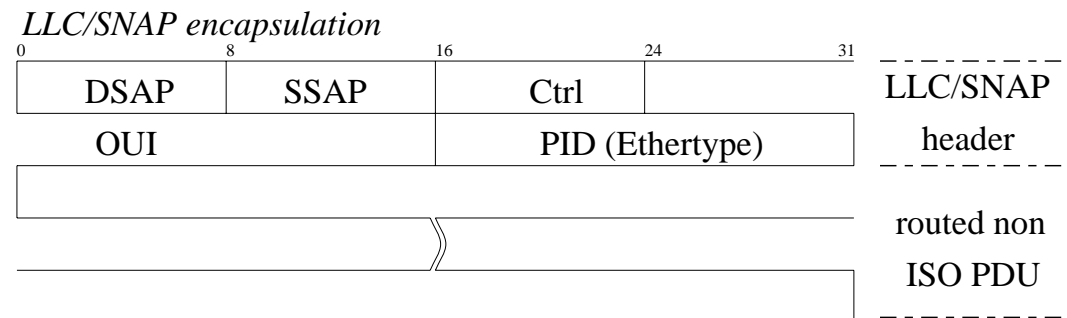 LLC/SNAP encapsulation
0 8 16 24 31
DSAP SSAP Ctrl LLC/SNAP
OUI PID (Ethertype) header
routed non
ISO PDU